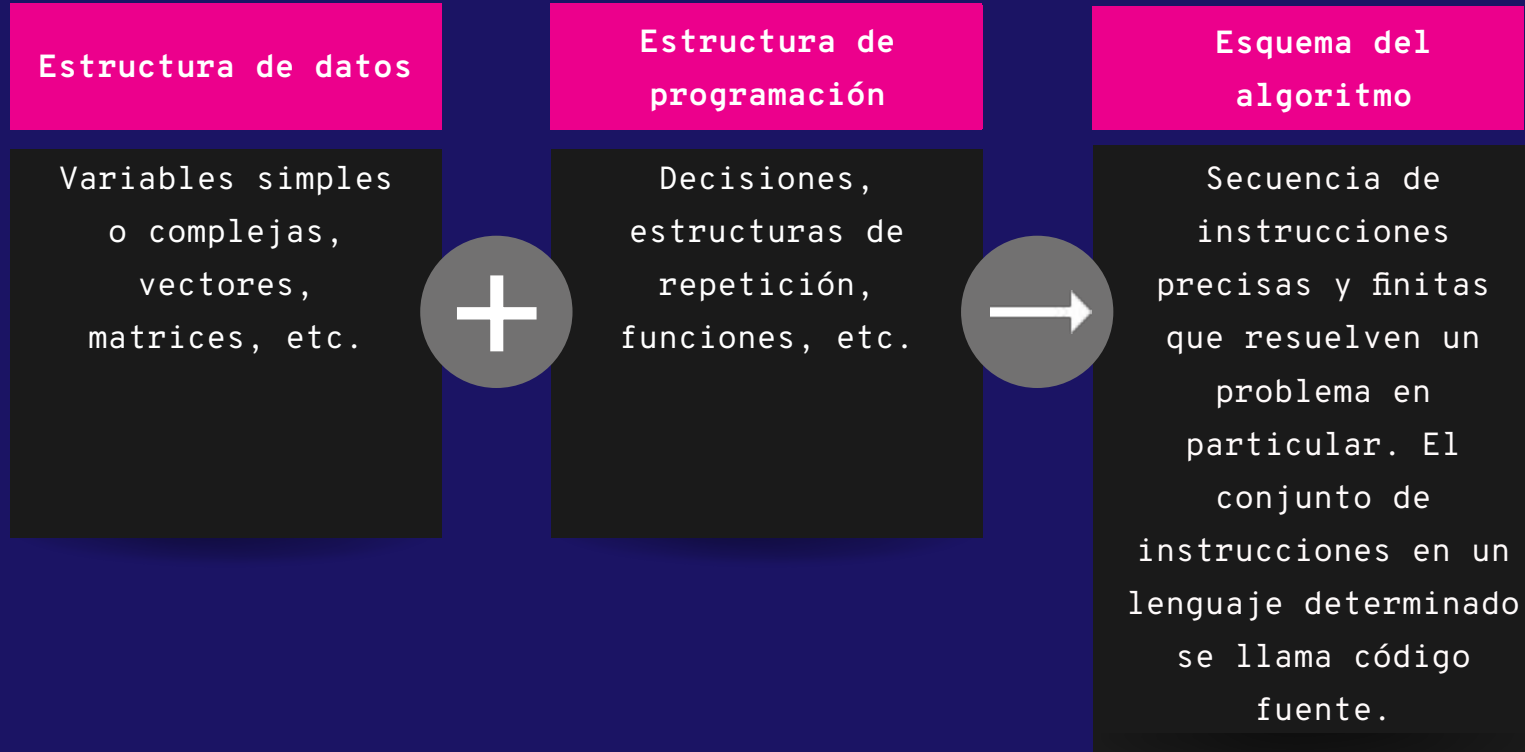 Estructura de datos
Variables simples
o complejas,
vectores,
matrices, etc.
Estructura de
programación
Decisiones,
estructuras de
repetición,
funciones, etc.
Esquema del
algoritmo
Secuencia de
instrucciones
precisas y finitas
que resuelven un
problema en
particular. El
conjunto de
instrucciones en un
lenguaje determinado
se llama código
fuente.